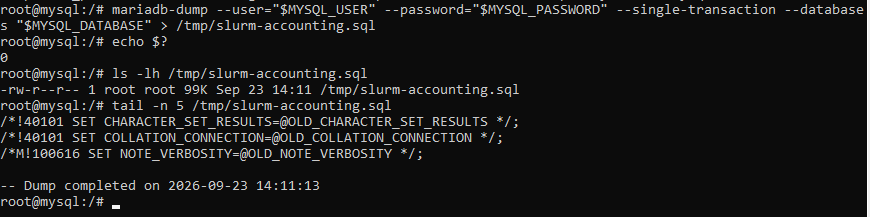 root@mysql:/# mariadb-dump --user="$MYSQL_USER" --password="$MYSQL_PASSWORD" --single-transaction --database
s "$MYSQL_DATABASE" > /tmp/slurm-accounting.sql
root@mysql:/# echo $?
0
root@mysql:/# ls -lh /tmp/slurm-accounting.sql
-rw-r--r-- 1 root root 99K Sep 23 14:11 /tmp/slurm-accounting.sql
root@mysql:/# tail -n 5 /tmp/slurm-accounting.sql
/*!40101 SET CHARACTER_SET_RESULTS=@OLD_CHARACTER_SET_RESULTS */;
/*!40101 SET COLLATION_CONNECTION=@OLD_COLLATION_CONNECTION */;
/*M!100616 SET NOTE_VERBOSITY=@OLD_NOTE_VERBOSITY */;

-- Dump completed on 2026-09-23 14:11:13
root@mysql:/#